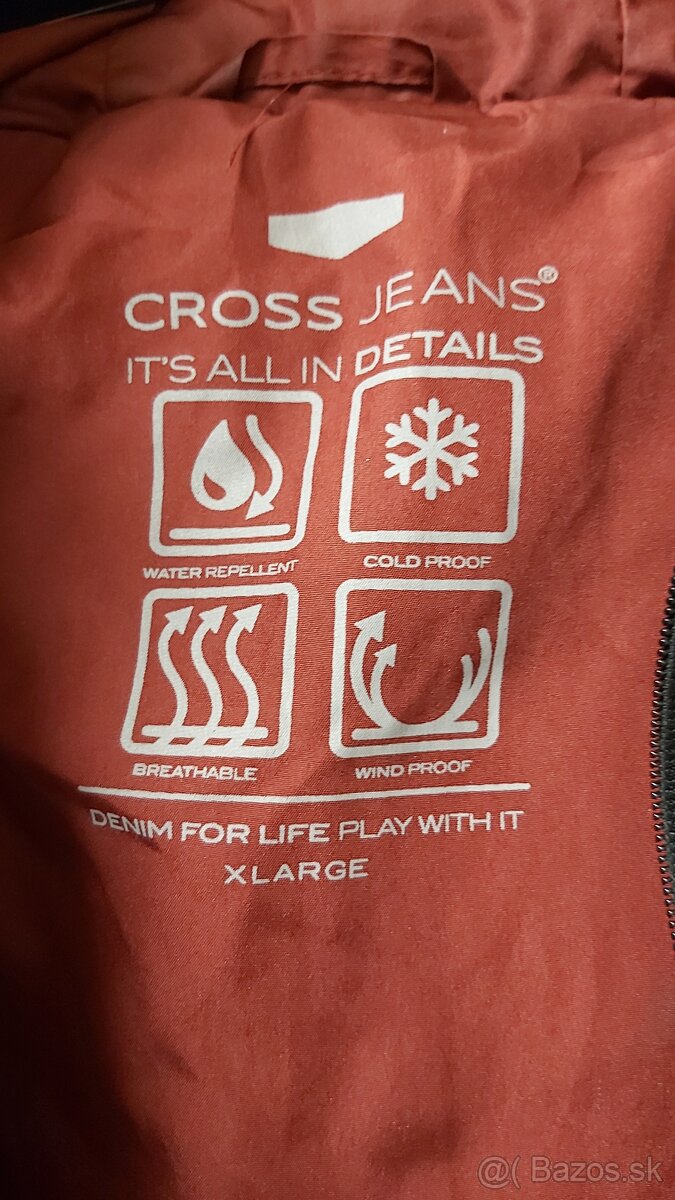 CROSS JEANS®
IT'S ALL IN DETAILS
WATER REPELLENT
COLD PROOF
BREATHABLE
WIND PROOF
DENIM FOR LIFE PLAY WITH IT
XLARGE
@( Bazos.sk